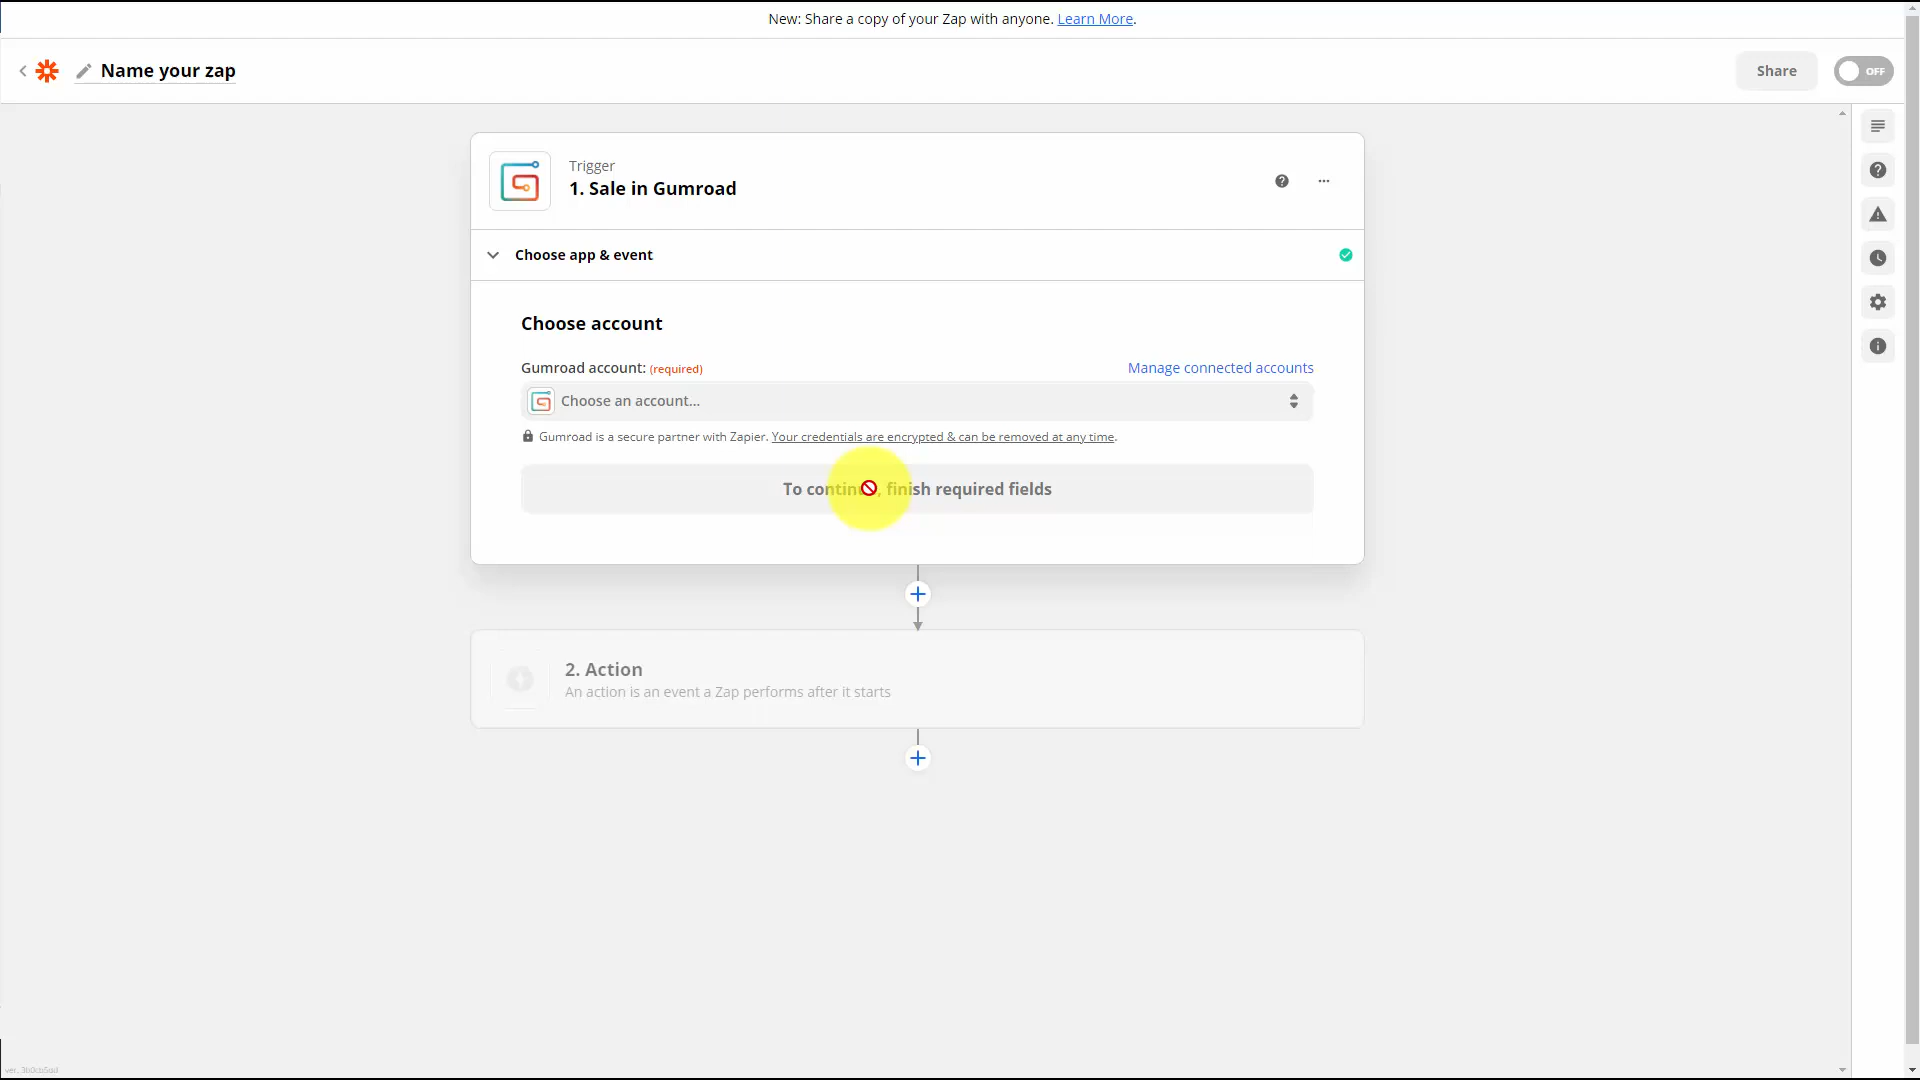 New: Share a copy of your Zap with anyone. Learn More.
Name your zap
Share
OFF
Trigger
1. Sale in Gumroad
Choose app & event
Choose account
Gumroad account: (required)
Manage connected accounts
Choose an account...
Gumroad is a secure partner with Zapier. Your credentials are encrypted & can be removed at any time.
To continue, finish required fields
2. Action
An action is an event a Zap performs after it starts